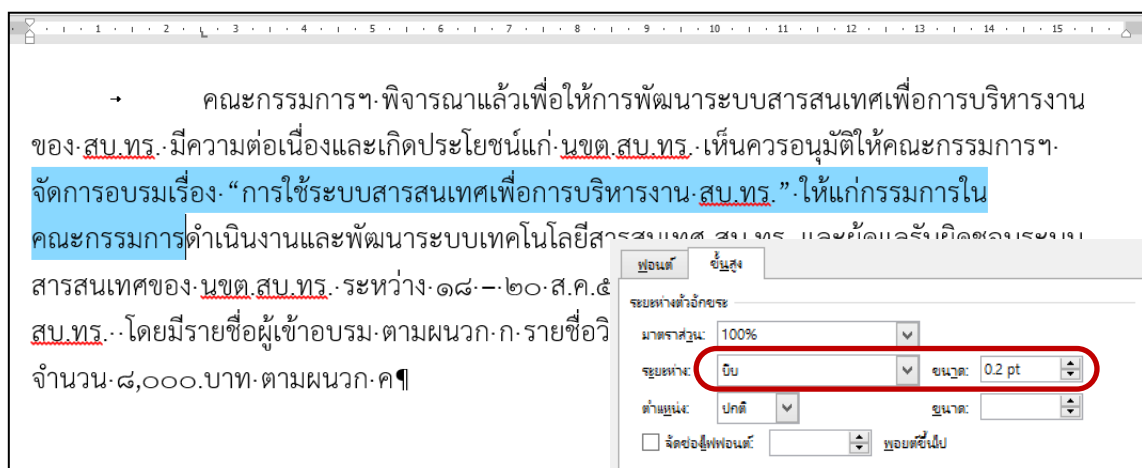 1 2 3 4 5 6 7 8 9 10 11 12 13 14 15
คณะกรรมการฯ พิจารณาแล้วเพื่อให้การพัฒนาระบบสารสนเทศเพื่อการบริหารงาน
ของ สบ.ทร. มีความต่อเนื่องและเกิดประโยชน์แก่ นขต.สบ.ทร. เห็นควรอนุมัติให้คณะกรรมการฯ
จัดการอบรมเรื่อง “การใช้ระบบสารสนเทศเพื่อการบริหารงาน สบ.ทร.” ให้แก่กรรมการใน
คณะกรรมการดำเนินงานและพัฒนาระบบเทคโนโลยีสารสนเทศ สบ.ทร. และผู้ดูแลรับผิดชอบระบบ
สารสนเทศของ นขต.สบ.ทร. ระหว่าง ๑๘ – ๒๐ ส.ค.๕
สบ.ทร. โดยมีรายชื่อผู้เข้าอบรม ตามผนวก ก รายชื่อวิ
จำนวน ๘,๐๐๐.บาท ตามผนวก ค¶
ฟอนต์ ขั้นสูง
ระยะห่างตัวอักขระ
มาตราส่วน: 100%
ระยะห่าง: บีบ ขนาด: 0.2 pt
ตำแหน่ง: ปกติ ขนาด:
จัดช่องไฟฟอนต์: พอยต์ขึ้นไป